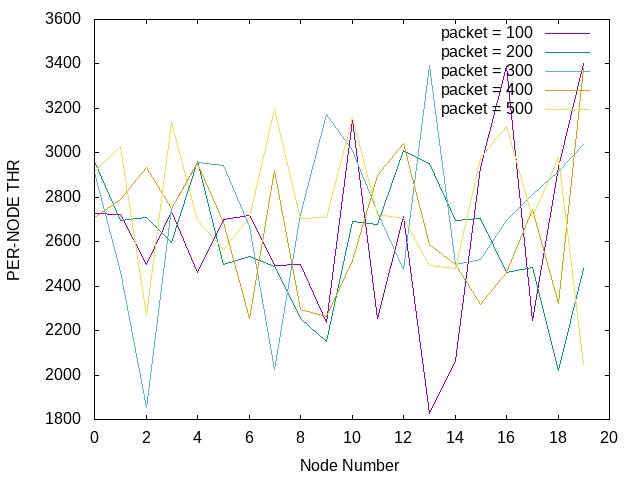 3600
3400
3200
3000
2800
2600
2400
2200
2000
1800
PER-NODE THR
packet = 100
packet = 200
packet = 300
packet = 400
packet = 500
0 2 4 6 8 10 12 14 16 18 20
Node Number